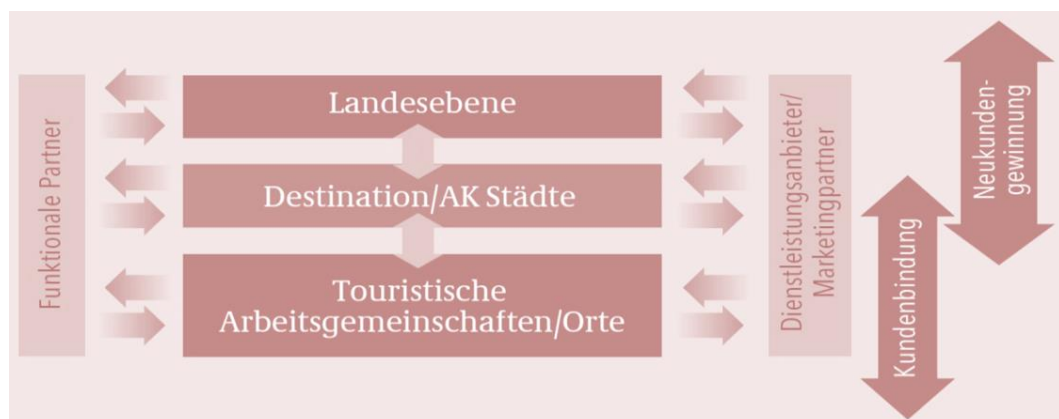 Funktionale Partner
Landesebene
Destination/AK Städte
Touristische
Arbeitsgemeinschaften/Orte
Dienstleistungsanbieter/
Marketingpartner
Kundenbindung
Neukunden-
gewinnung